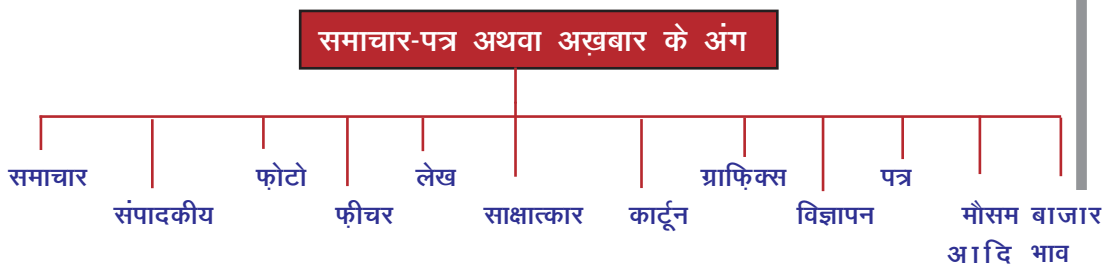 समाचार-पत्र अथवा अख़बार के अंग
समाचार
संपादकीय
फ़ोटो
फ़ीचर
लेख
साक्षात्कार
कार्टून
ग्राफ़िक्स
विज्ञापन
पत्र
मौसम
आदि
बाजार
भाव